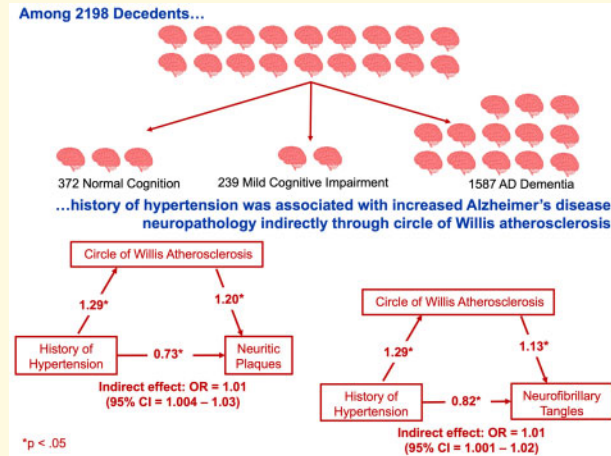 Among 2198 Decedents…
372 Normal Cognition
239 Mild Cognitive Impairment
1587 AD Dementia
…history of hypertension was associated with increased Alzheimer's disease
neuropathology indirectly through circle of Willis atherosclerosis
Circle of Willis Atherosclerosis
1.29*
1.20*
History of
Hypertension
0.73*
Neuritic
Plaques
Indirect effect: OR = 1.01
(95% CI = 1.004 – 1.03)
Circle of Willis Atherosclerosis
1.29*
1.13*
History of
Hypertension
0.82*
Neurofibrillary
Tangles
Indirect effect: OR = 1.01
(95% CI = 1.001 – 1.02)
*p < .05